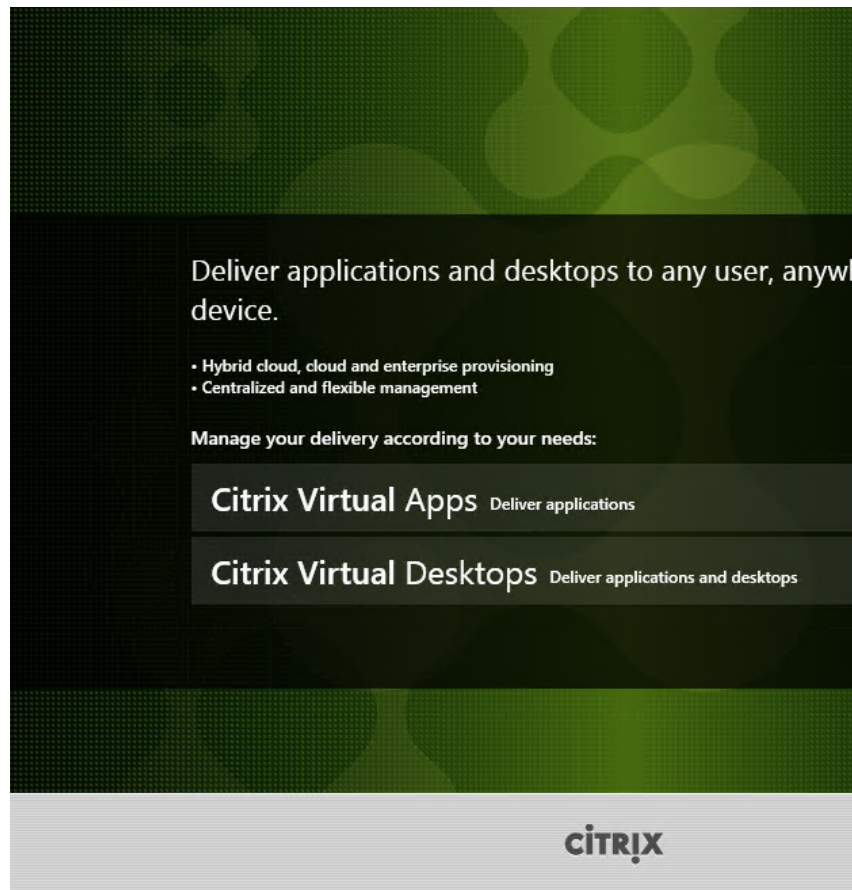 Deliver applications and desktops to any user, anywh
device.
• Hybrid cloud, cloud and enterprise provisioning
• Centralized and flexible management
Manage your delivery according to your needs:
Citrix Virtual Apps Deliver applications
Citrix Virtual Desktops Deliver applications and desktops
CİTRỊX